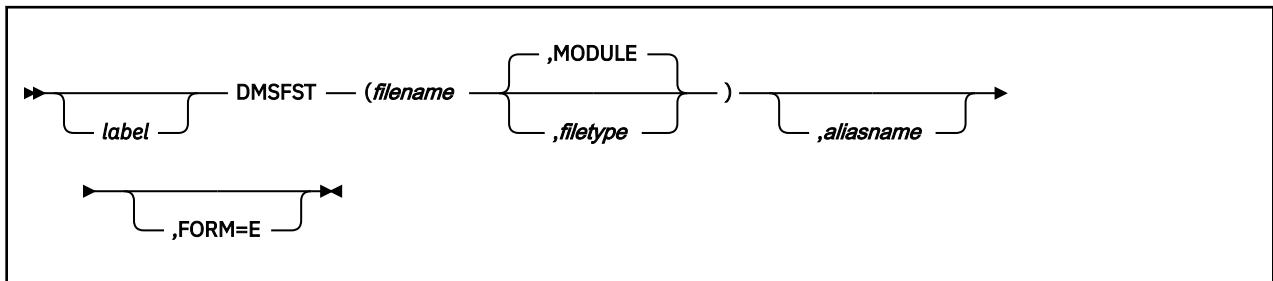 ,MODULE
DMSFST (filename )
label ,filetype ,aliasname
,FORM=E